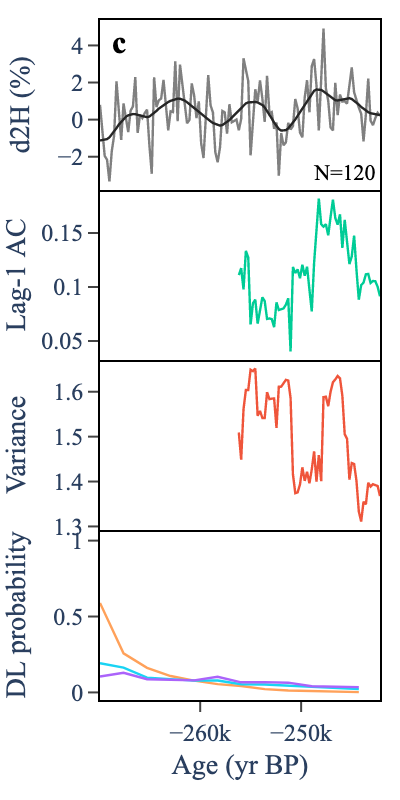 c
d2H (%)
4
2
0
−2
N=120
Lag-1 AC
0.15
0.1
0.05
Variance
1.6
1.5
1.4
1.3
DL probability
1
0.5
0
−260k
−250k
Age (yr BP)